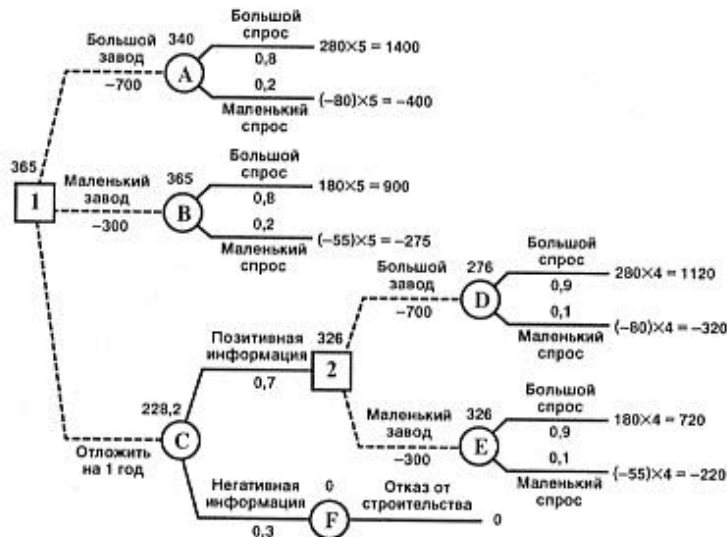 Большой
завод
−700
340
A
Большой
спрос
0,8
280×5 = 1400
0,2
Маленький
спрос
(−80)×5 = −400
365
1
Маленький
завод
−300
365
B
Большой
спрос
0,8
180×5 = 900
0,2
Маленький
спрос
(−55)×5 = −275
Отложить
на 1 год
228,2
C
Позитивная
информация
0,7
326
2
Большой
завод
−700
276
D
Большой
спрос
0,9
280×4 = 1120
0,1
Маленький
спрос
(−80)×4 = −320
Маленький
завод
−300
326
E
Большой
спрос
0,9
180×4 = 720
0,1
Маленький
спрос
(−55)×4 = −220
Негативная
информация
0,3
0
F
Отказ от
строительства
0